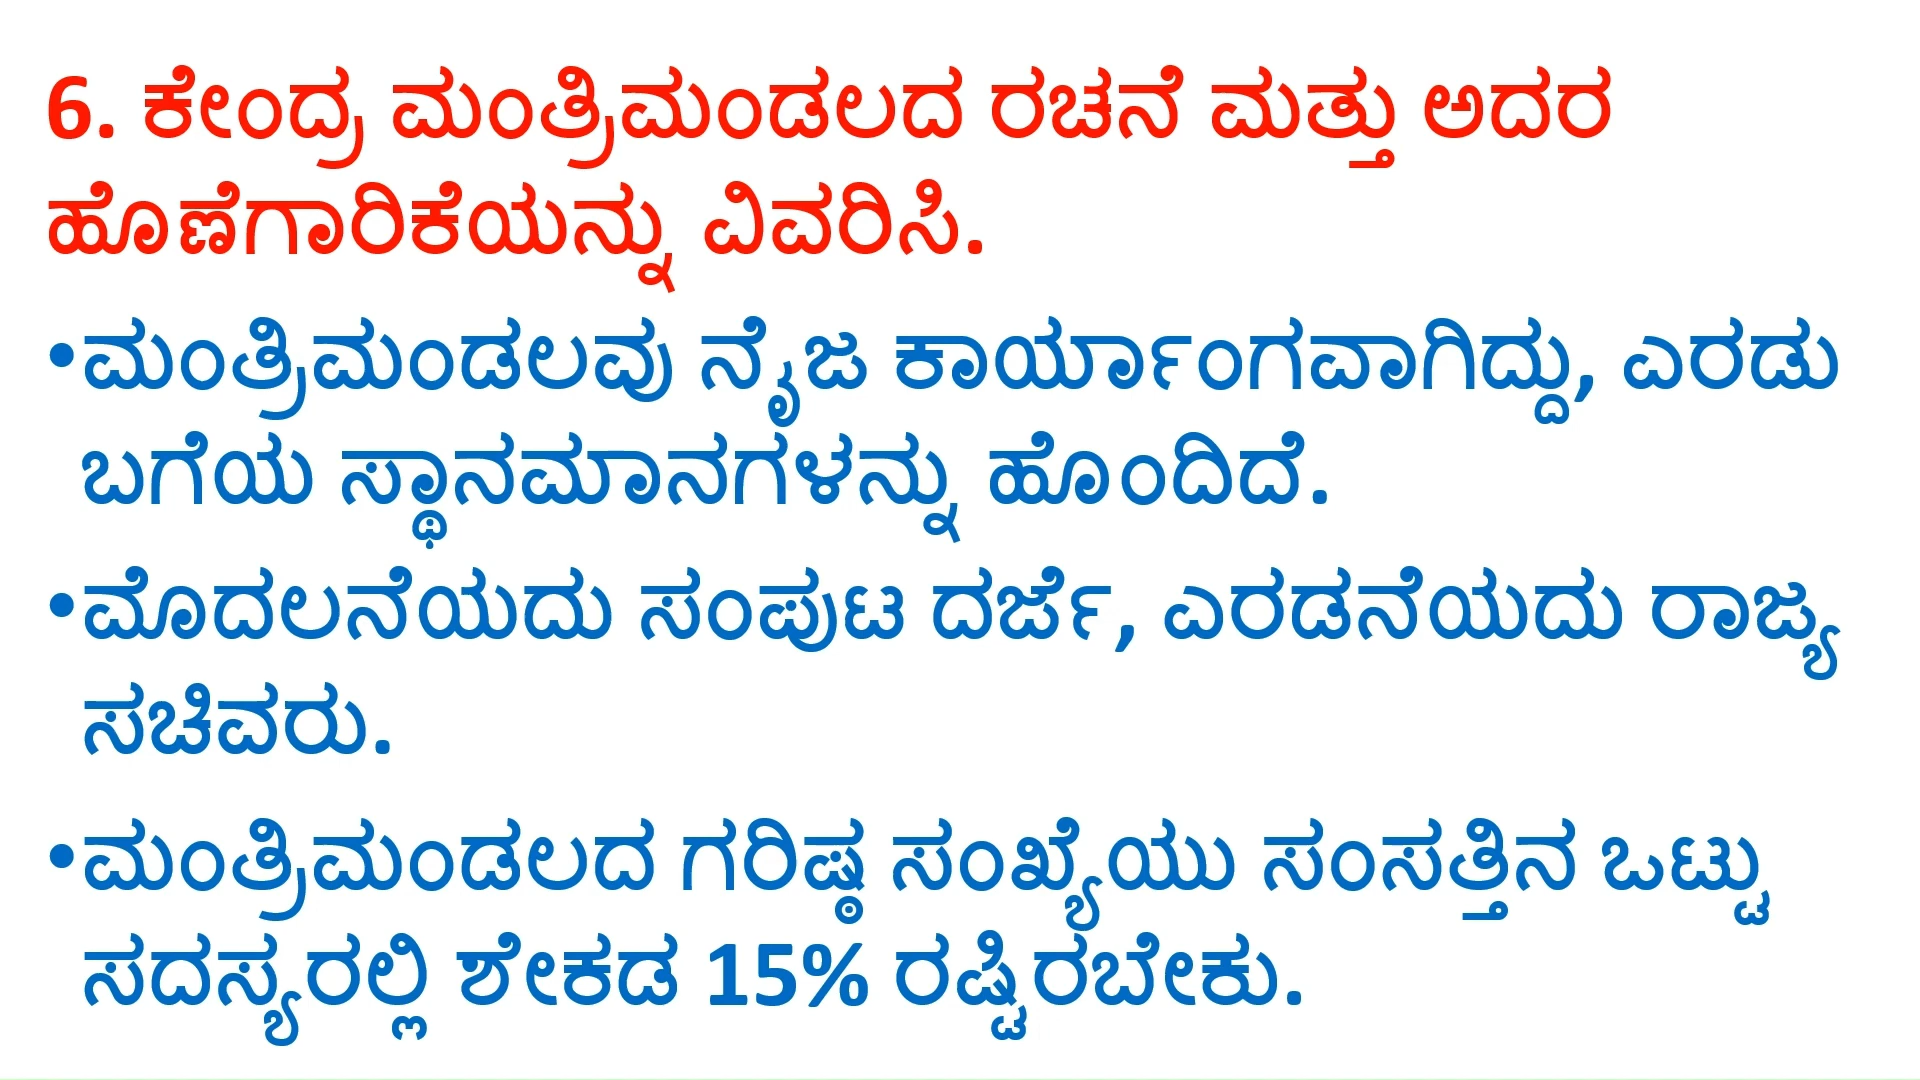 6. ಕೇಂದ್ರ ಮಂತ್ರಿಮಂಡಲದ ರಚನೆ ಮತ್ತು ಅದರ
ಹೊಣೆಗಾರಿಕೆಯನ್ನು ವಿವರಿಸಿ.
•ಮಂತ್ರಿಮಂಡಲವು ನೈಜ ಕಾರ್ಯಾಂಗವಾಗಿದ್ದು, ಎರಡು
ಬಗೆಯ ಸ್ಥಾನಮಾನಗಳನ್ನು ಹೊಂದಿದೆ.
•ಮೊದಲನೆಯದು ಸಂಪುಟ ದರ್ಜೆ, ಎರಡನೆಯದು ರಾಜ್ಯ
ಸಚಿವರು.
•ಮಂತ್ರಿಮಂಡಲದ ಗರಿಷ್ಠ ಸಂಖ್ಯೆಯು ಸಂಸತ್ತಿನ ಒಟ್ಟು
ಸದಸ್ಯರಲ್ಲಿ ಶೇಕಡ 15% ರಷ್ಟಿರಬೇಕು.